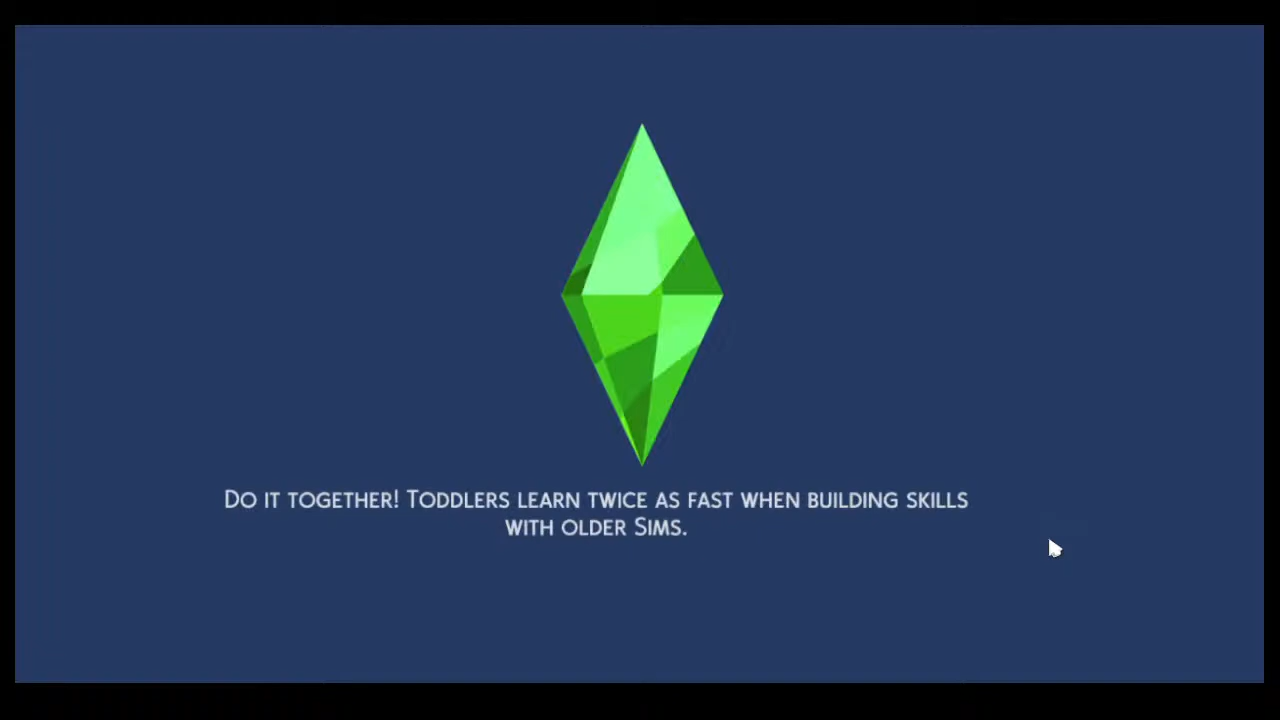 Do it together! Toddlers learn twice as fast when building skills
with older Sims.